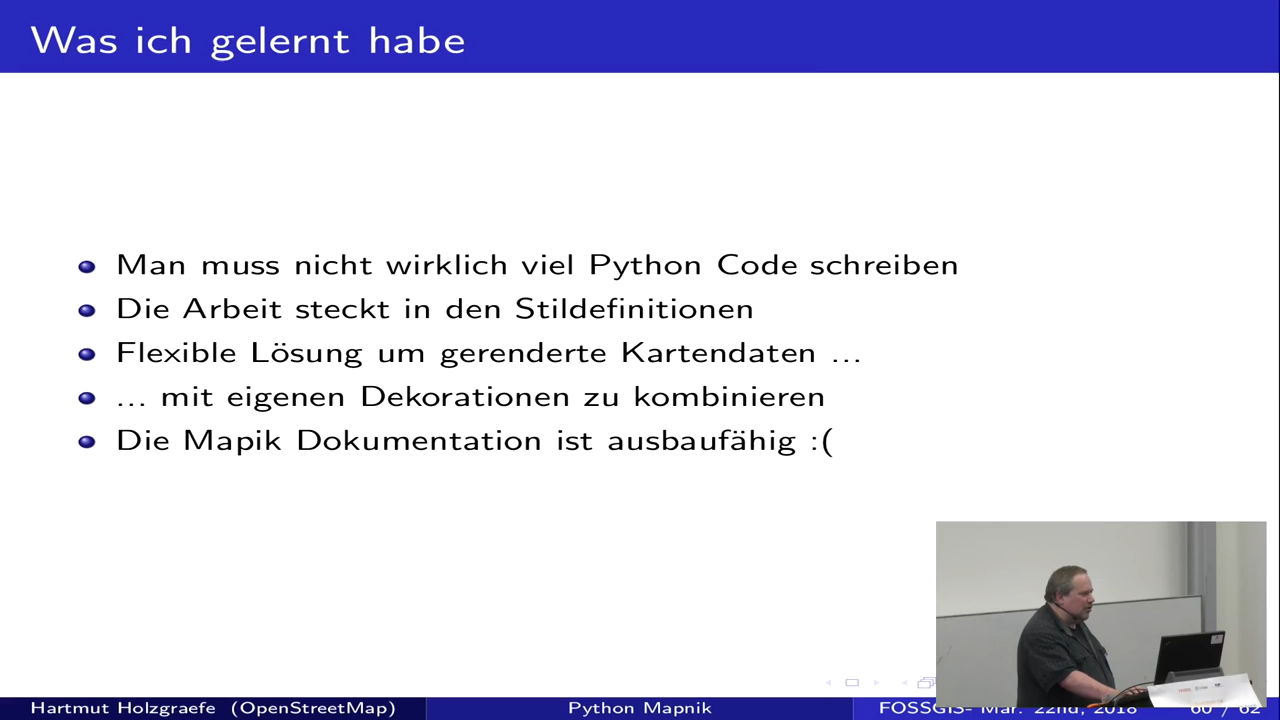 Was ich gelernt habe
Man muss nicht wirklich viel Python Code schreiben
Die Arbeit steckt in den Stildefinitionen
Flexible Lösung um gerenderte Kartendaten ...
... mit eigenen Dekorationen zu kombinieren
Die Mapik Dokumentation ist ausbaufähig :(
Hartmut Holzgraefe (OpenStreetMap) Python Mapnik FOSSGIS- Mar. 22nd, 2018 60 / 62